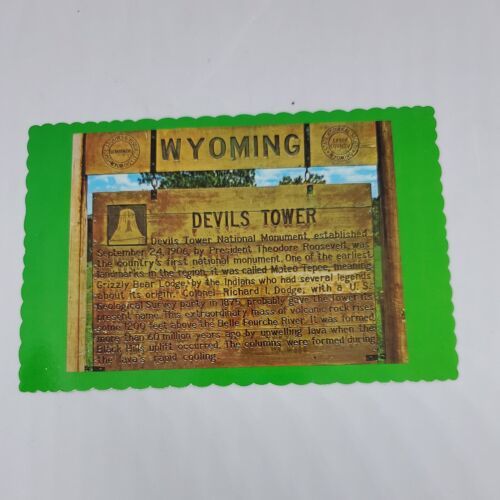 WYOMING
DEVILS TOWER
Devils Tower National Monument, established
September 24, 1906, by President Theodore Roosevelt, was
the country's first national monument. One of the earliest
landmarks in the region, it was called Mateo Tepee, meaning
Grizzly Bear Lodge, by the Indians who had several legends
about its origin. Colonel Richard I. Dodge, with a U. S.
Geological Survey party in 1875, probably gave the tower its
present name. This extraordinary mass of volcanic rock rises
some 1200 feet above the Belle Fourche River. It was formed
more than 60 million years ago by upwelling lava when the
Black Hills uplift occurred. The columns were formed during
the lava's rapid cooling.